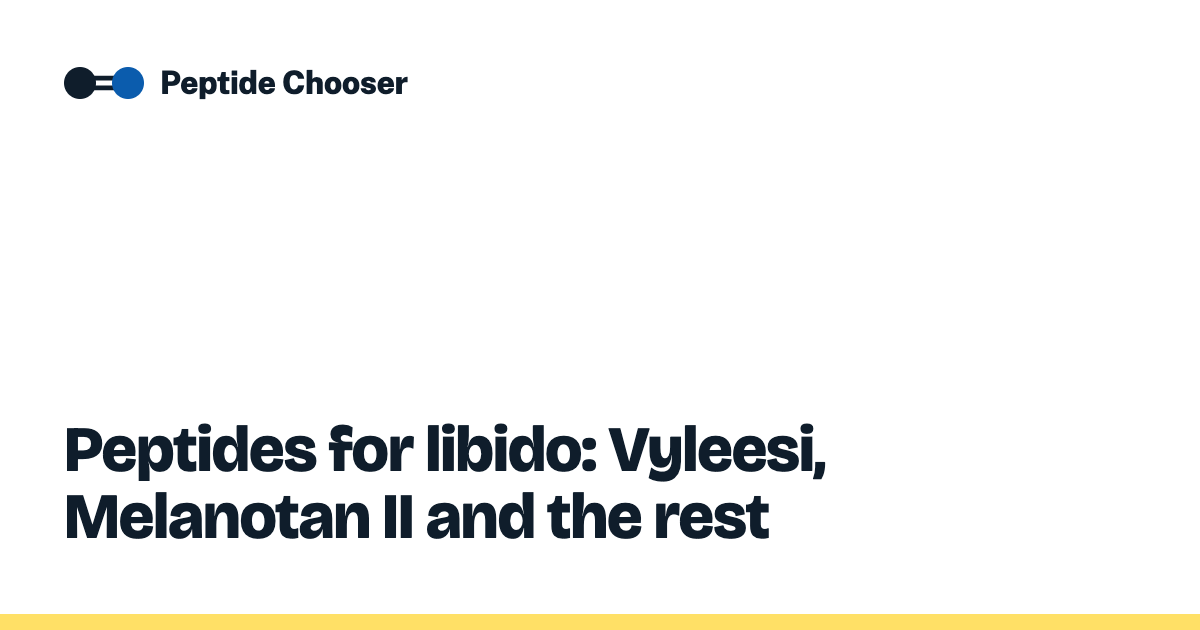 Peptide Chooser
Peptides for libido: Vyleesi,
Melanotan II and the rest